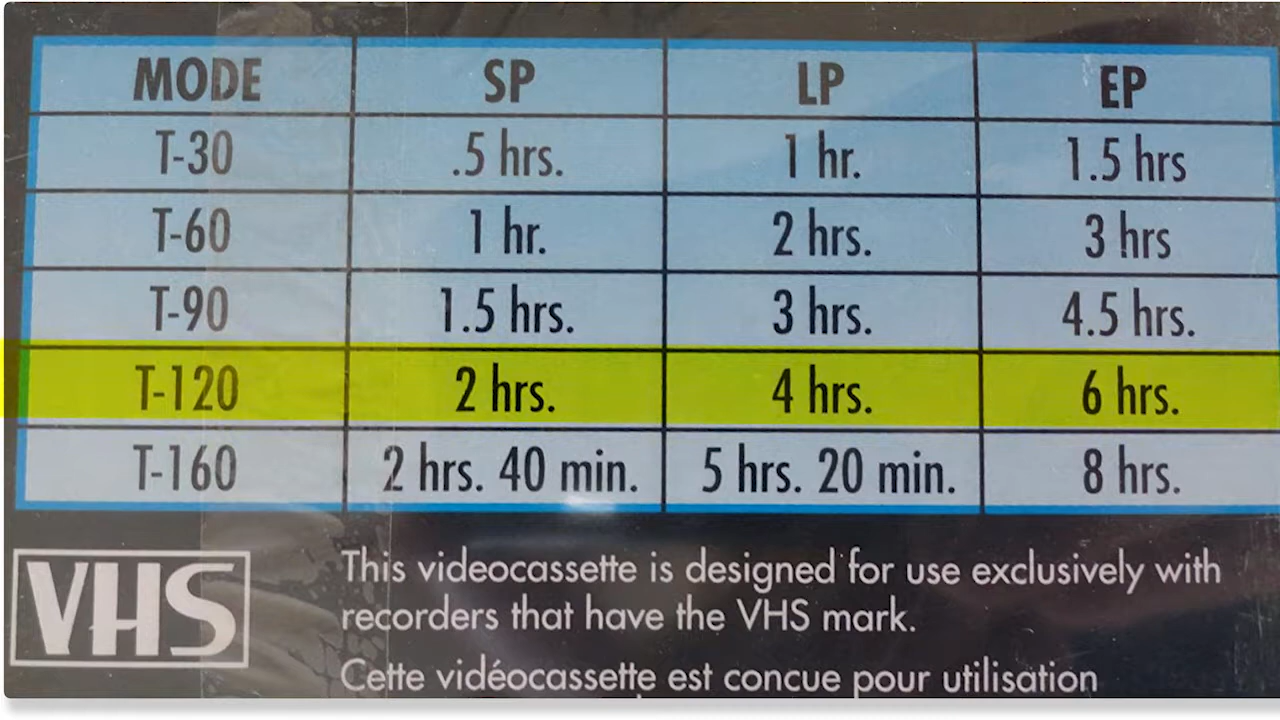 MODE SP LP EP
T-30 .5 hrs. 1 hr. 1.5 hrs
T-60 1 hr. 2 hrs. 3 hrs
T-90 1.5 hrs. 3 hrs. 4.5 hrs.
T-120 2 hrs. 4 hrs. 6 hrs.
T-160 2 hrs. 40 min. 5 hrs. 20 min. 8 hrs.
VHS
This videocassette is designed for use exclusively with
recorders that have the VHS mark.
Cette vidéocassette est concue pour utilisation